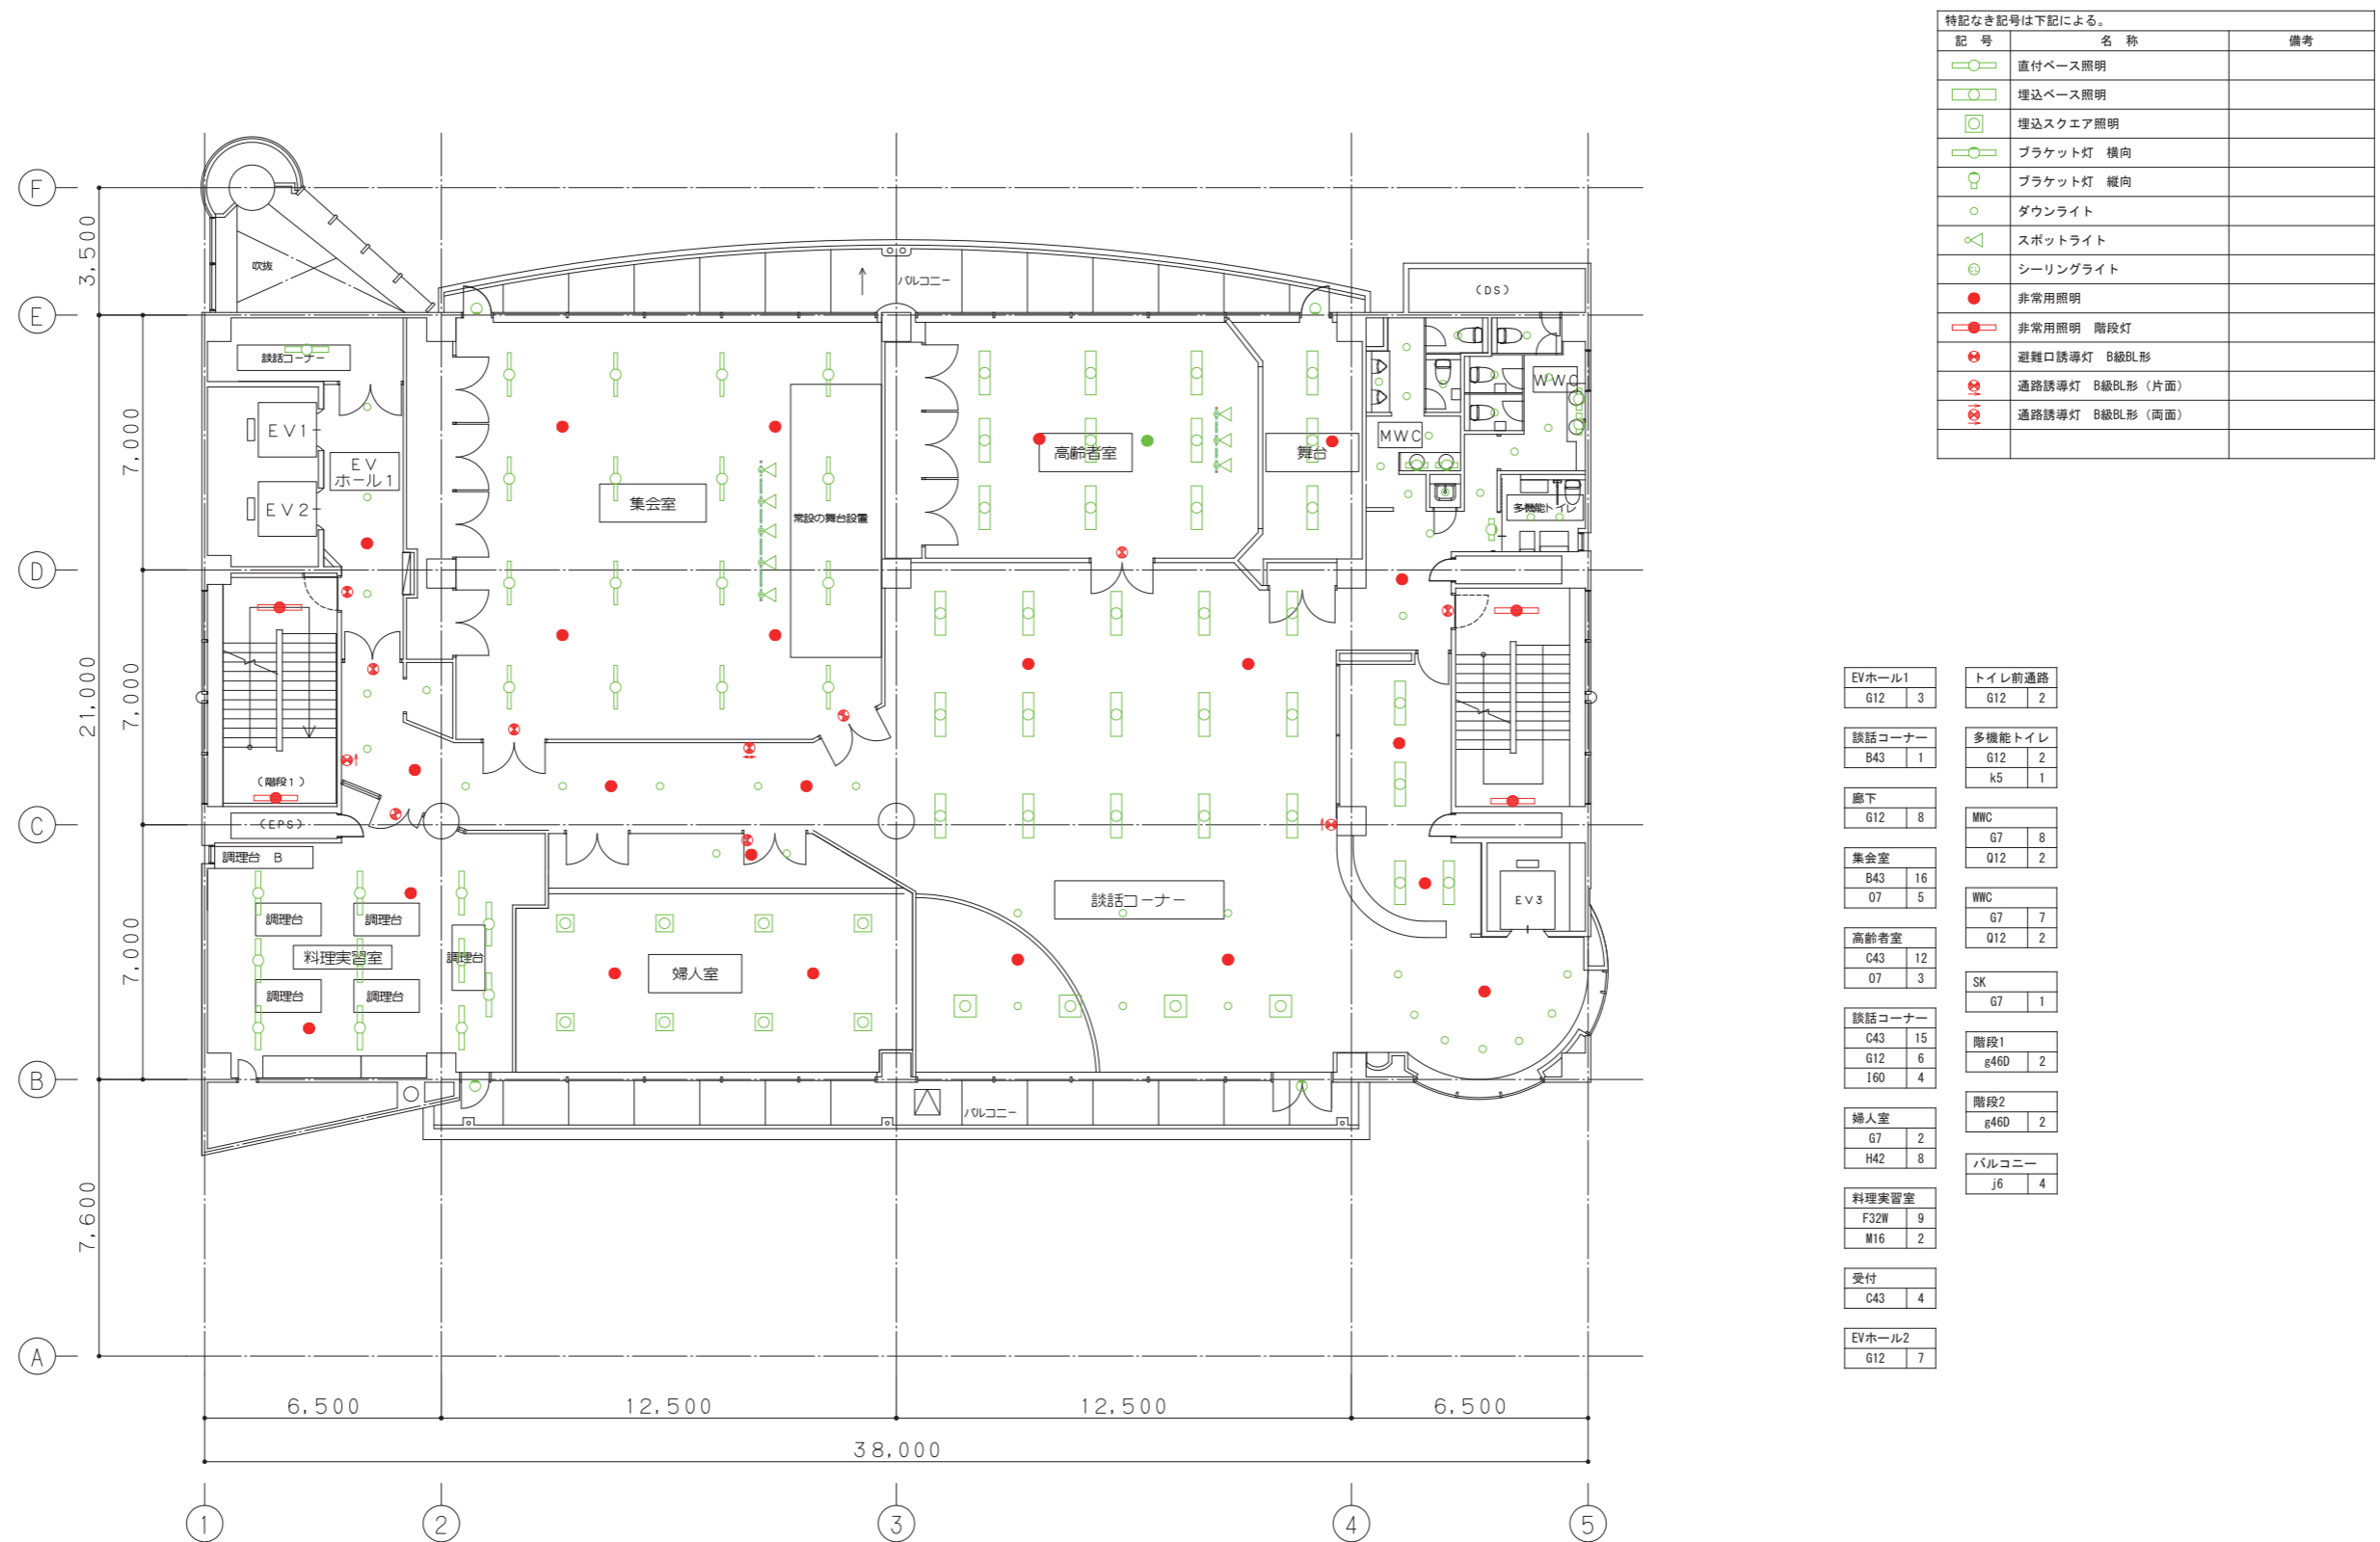 特記なき記号は下記による。
記　号　名　称　備考
直付ベース照明
埋込ベース照明
埋込スクエア照明
ブラケット灯　横向
ブラケット灯　縦向
ダウンライト
スポットライト
CL シーリングライト
非常用照明
非常用照明　階段灯
避難口誘導灯　B級BL形
通路誘導灯　B級BL形（片面）
通路誘導灯　B級BL形（両面）
F
E
D
C
B
A
3,500
7,000
7,000
7,000
21,000
7,600
吹抜
バルコニー
（DS）
談話コーナー
EV1
EV2
EV
ホール1
集会室
常設の舞台設置
高齢者室
舞台
MWC
WWC
多機能トイレ
（階段1）
（EPS）
調理台　B
調理台
調理台
料理実習室
調理台
調理台
調理台
婦人室
談話コーナー
EV3
バルコニー
6,500
12,500
12,500
6,500
38,000
1
2
3
4
5
EVホール1
G12 3
談話コーナー
B43 1
廊下
G12 8
集会室
B43 16
O7 5
高齢者室
C43 12
O7 3
談話コーナー
C43 15
G12 6
I60 4
婦人室
G7 2
H42 8
料理実習室
F32W 9
M16 2
受付
C43 4
EVホール2
G12 7
トイレ前通路
G12 2
多機能トイレ
G12 2
k5 1
MWC
G7 8
Q12 2
WWC
G7 7
Q12 2
SK
G7 1
階段1
g46D 2
階段2
g46D 2
バルコニー
j6 4